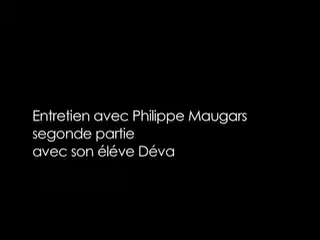 Entretien avec Philippe Maugars
segonde partie
avec son éléve Déva